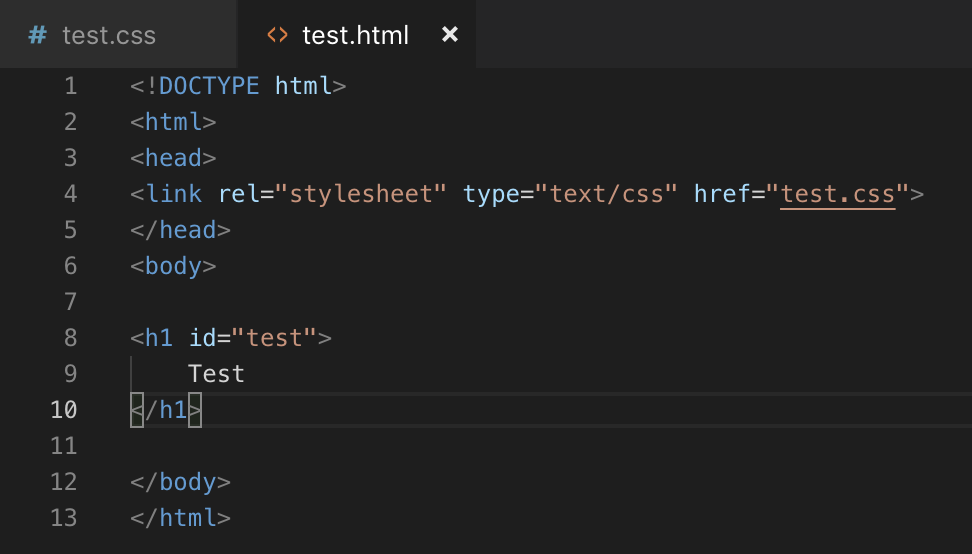 # test.css <> test.html ×
1 <!DOCTYPE html>
2 <html>
3 <head>
4 <link rel="stylesheet" type="text/css" href="test.css">
5 </head>
6 <body>
7
8 <h1 id="test">
9     Test
10 </h1>
11
12 </body>
13 </html>